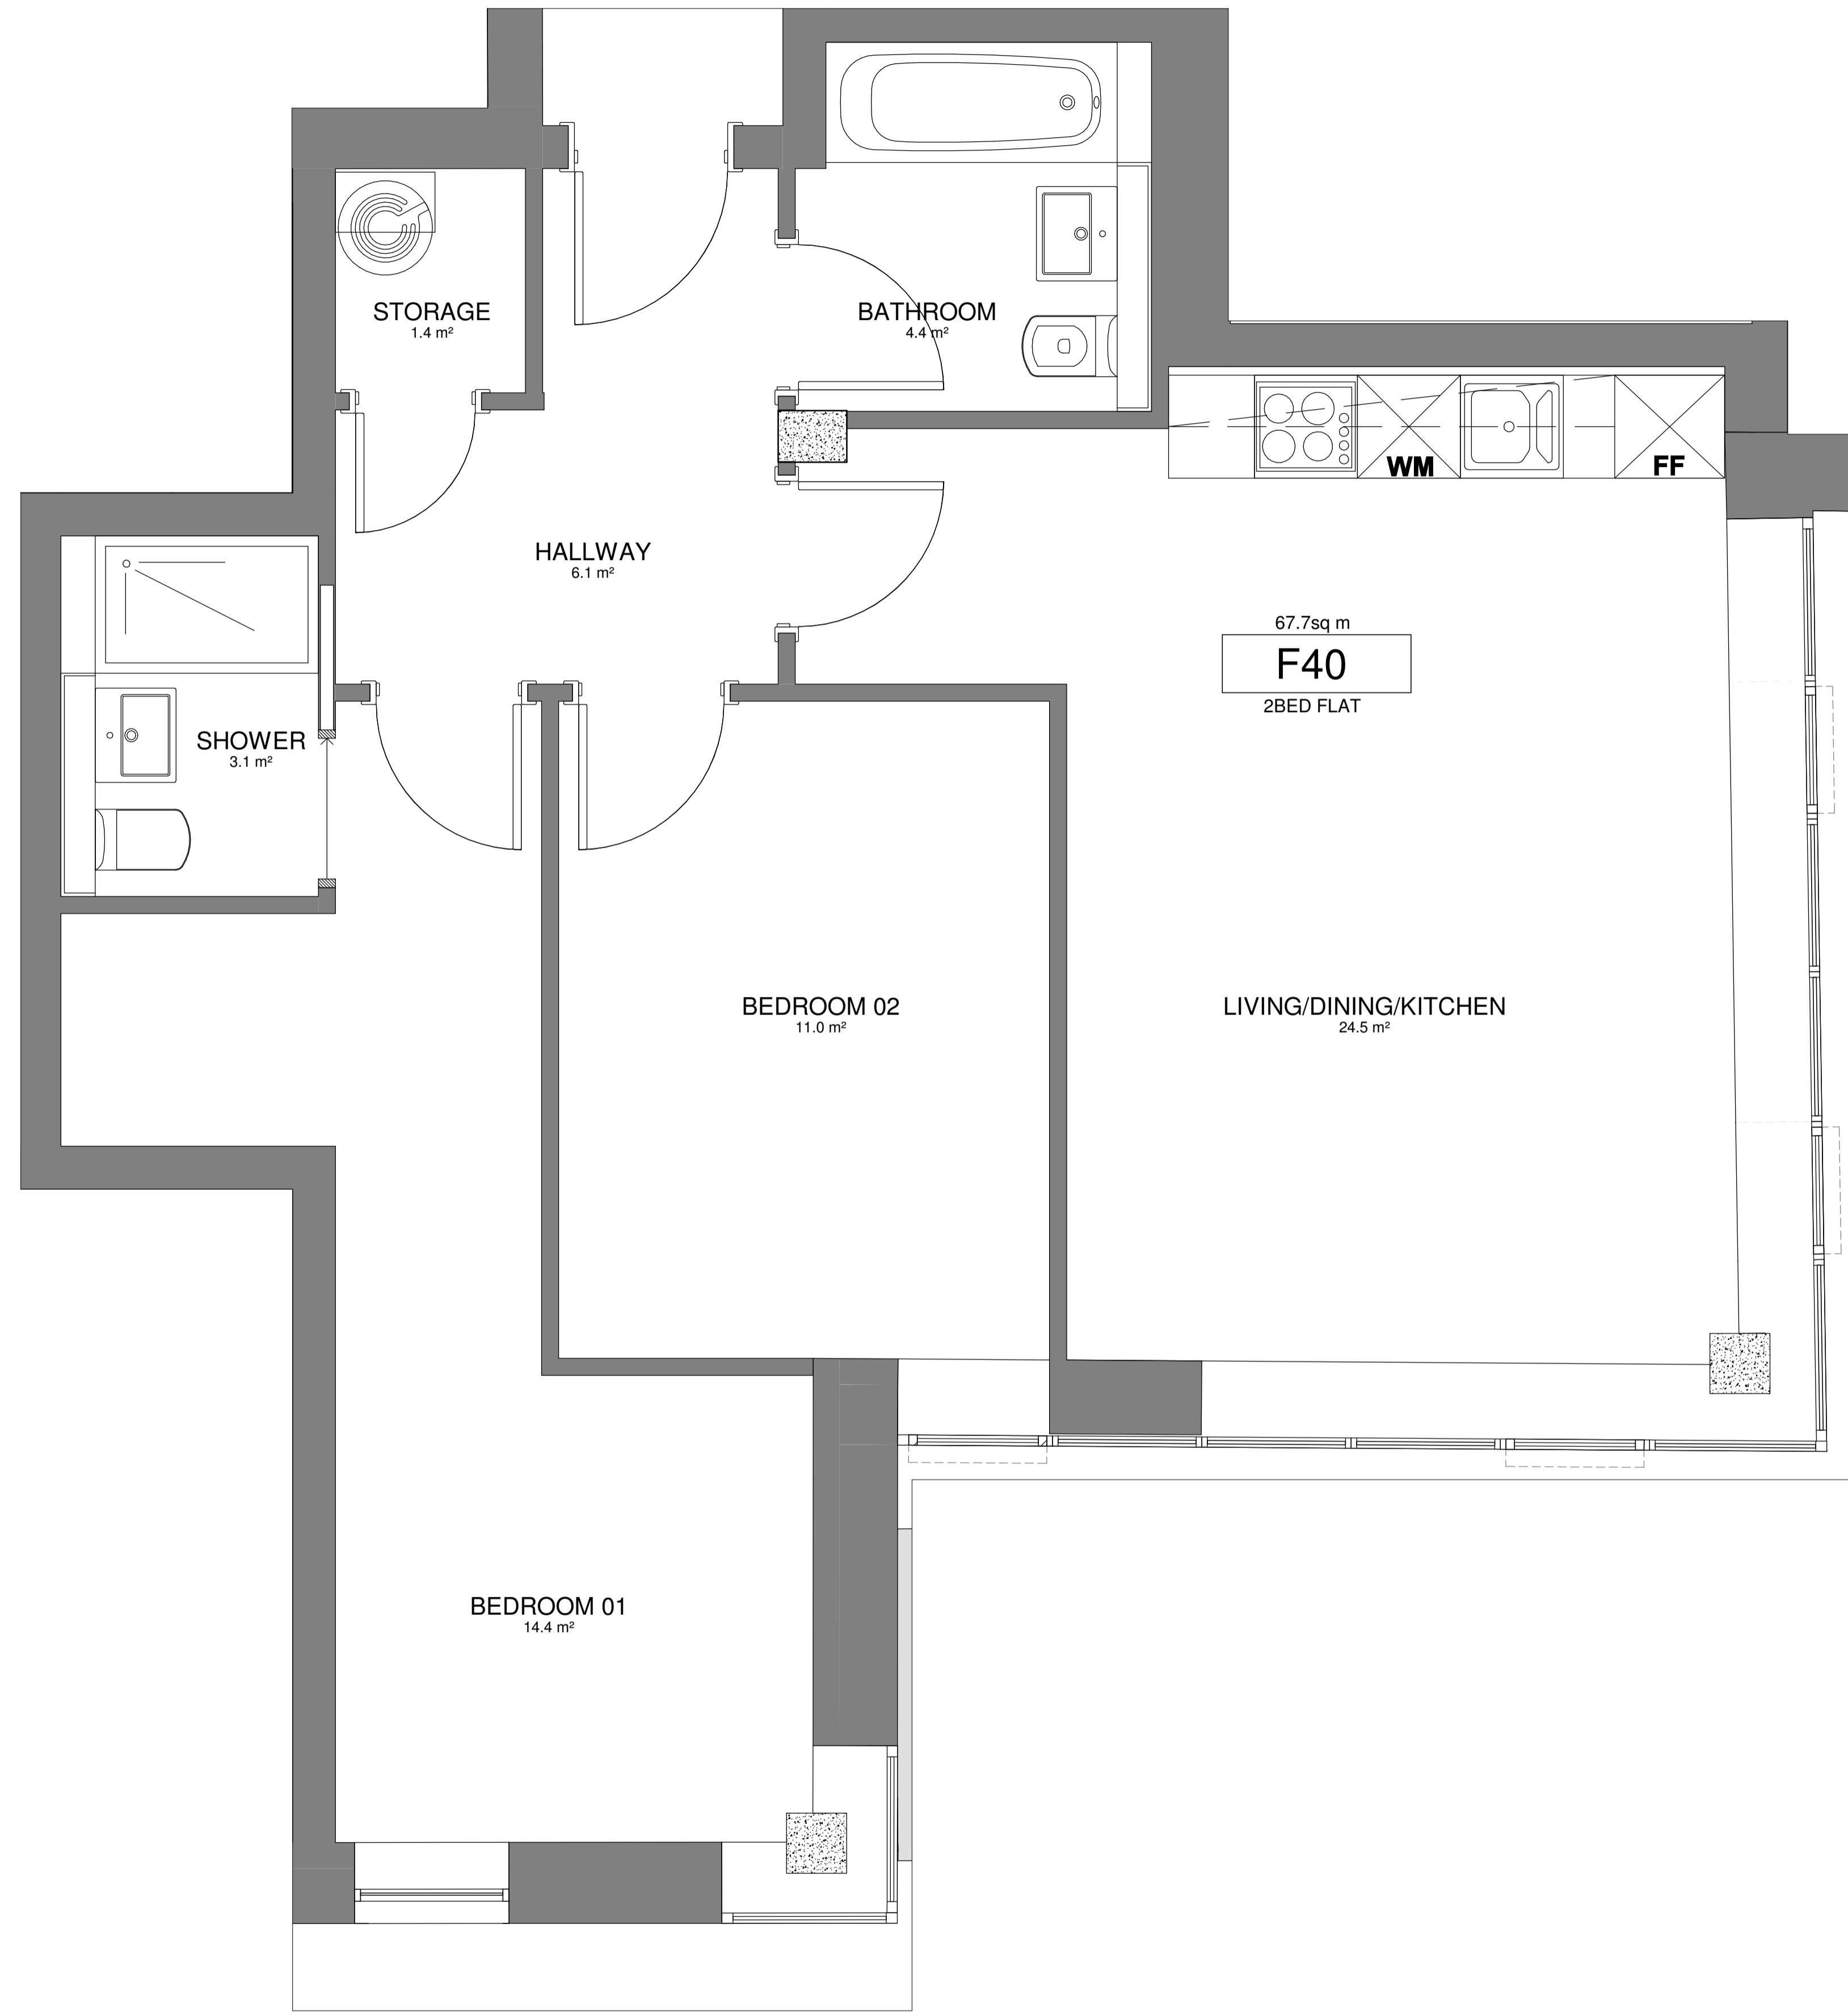 STORAGE
1.4 m²
BATHROOM
4.4 m²
WM
FF
HALLWAY
6.1 m²
67.7sq m
F40
2BED FLAT
SHOWER
3.1 m²
BEDROOM 02
11.0 m²
LIVING/DINING/KITCHEN
24.5 m²
BEDROOM 01
14.4 m²